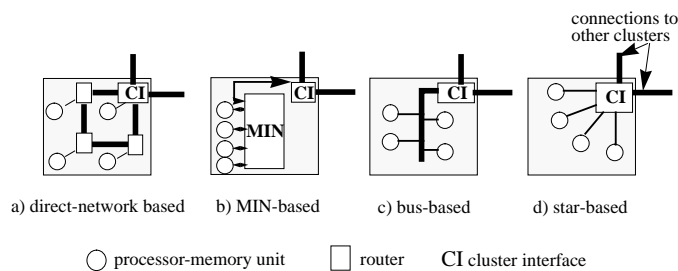 connections to
other clusters
CI
CI
CI
CI
MIN
a) direct-network based
b) MIN-based
c) bus-based
d) star-based
processor-memory unit
router
CI cluster interface